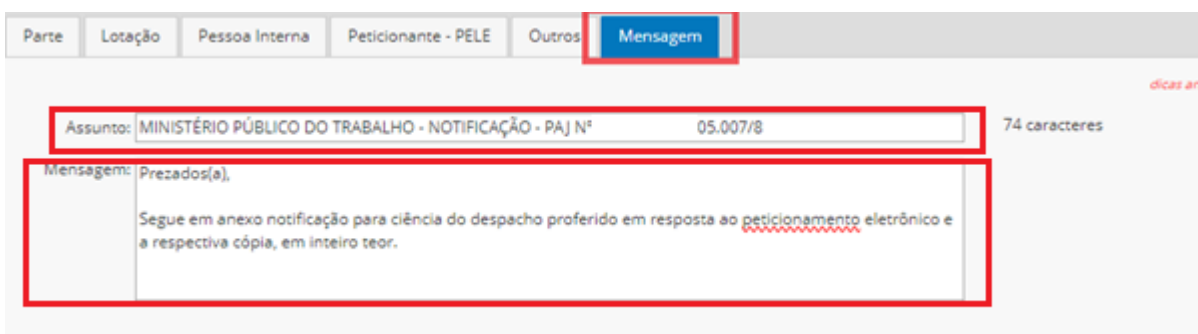 Parte Lotação Pessoa Interna Peticionante - PELE Outros Mensagem
dicas
Assunto: MINISTÉRIO PÚBLICO DO TRABALHO - NOTIFICAÇÃO - PAJ Nº 05.007/8 74 caracteres
Mensagem: Prezados(a),
Segue em anexo notificação para ciência do despacho proferido em resposta ao peticionamento eletrônico e
a respectiva cópia, em inteiro teor.